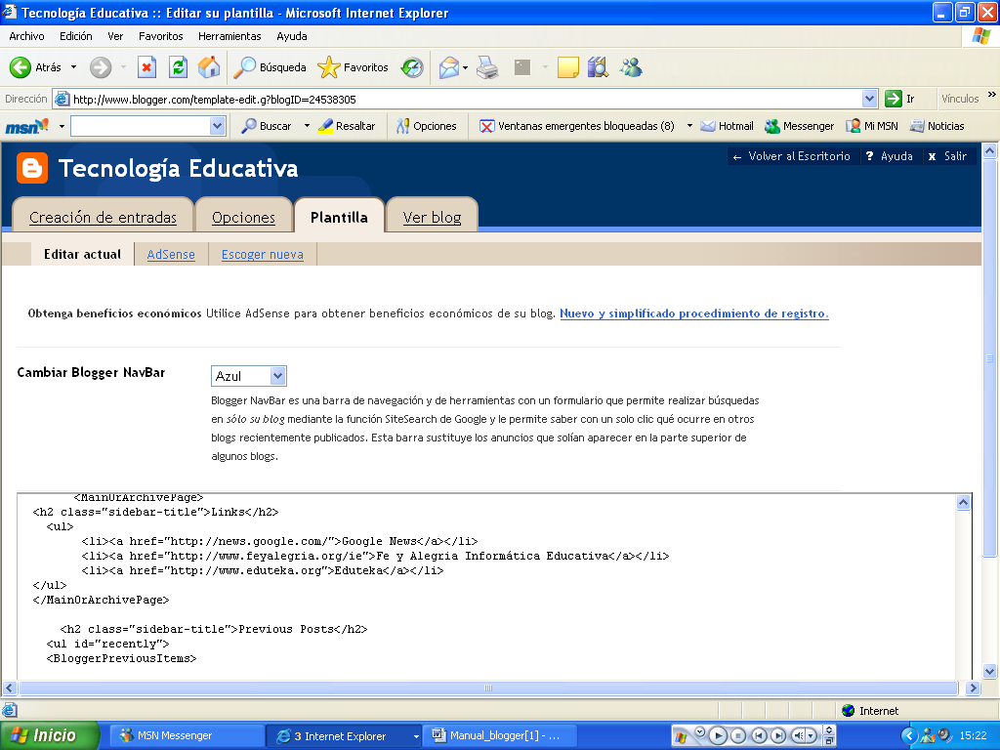 Tecnología Educativa :: Editar su plantilla - Microsoft Internet Explorer
Archivo Edición Ver Favoritos Herramientas Ayuda
Atrás Búsqueda Favoritos
Dirección http://www.blogger.com/template-edit.g?blogID=24538305 Ir Vínculos »
msn Buscar Resaltar Opciones Ventanas emergentes bloqueadas (8) Hotmail Messenger Mi MSN Noticias
← Volver al Escritorio ? Ayuda x Salir
Tecnología Educativa
Creación de entradas Opciones Plantilla Ver blog
Editar actual AdSense Escoger nueva
Obtenga beneficios económicos Utilice AdSense para obtener beneficios económicos de su blog. Nuevo y simplificado procedimiento de registro.
Cambiar Blogger NavBar Azul
Blogger NavBar es una barra de navegación y de herramientas con un formulario que permite realizar búsquedas
en sólo su blog mediante la función SiteSearch de Google y le permite saber con un solo clic qué ocurre en otros
blogs recientemente publicados. Esta barra sustituye los anuncios que solían aparecer en la parte superior de
algunos blogs.
<MainOrArchivePage>
<h2 class="sidebar-title">Links</h2>
<ul>
<li><a href="http://news.google.com/">Google News</a></li>
<li><a href="http://www.feyalegria.org/ie">Fe y Alegria Informática Educativa</a></li>
<li><a href="http://www.eduteka.org">Eduteka</a></li>
</ul>
</MainOrArchivePage>
<h2 class="sidebar-title">Previous Posts</h2>
<ul id="recently">
<BloggerPreviousItems>
Internet
Inicio MSN Messenger 3 Internet Explorer Manual_blogger[1] - ... 15:22